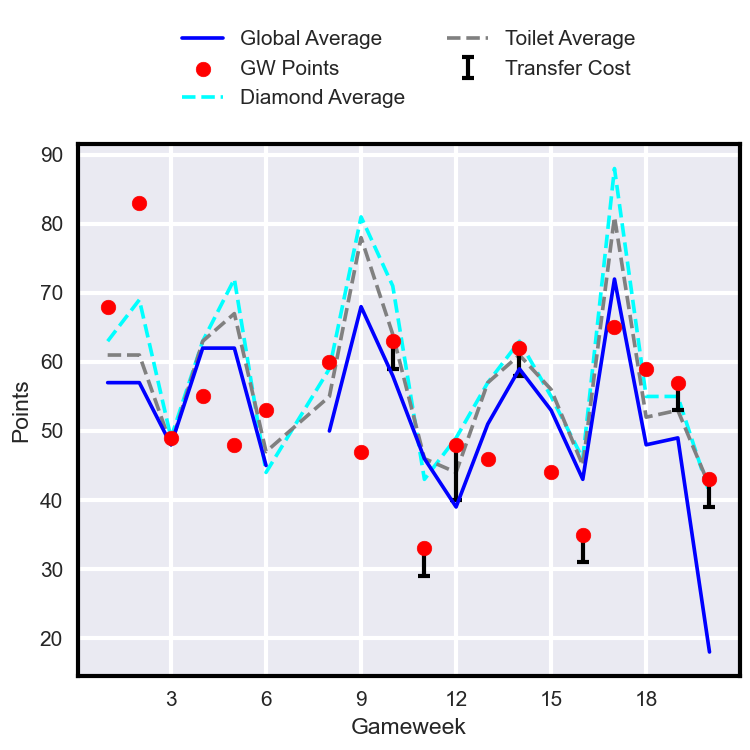 Global Average
GW Points
Diamond Average
Toilet Average
Transfer Cost
90
80
70
60
50
40
30
20
Points
3 6 9 12 15 18
Gameweek